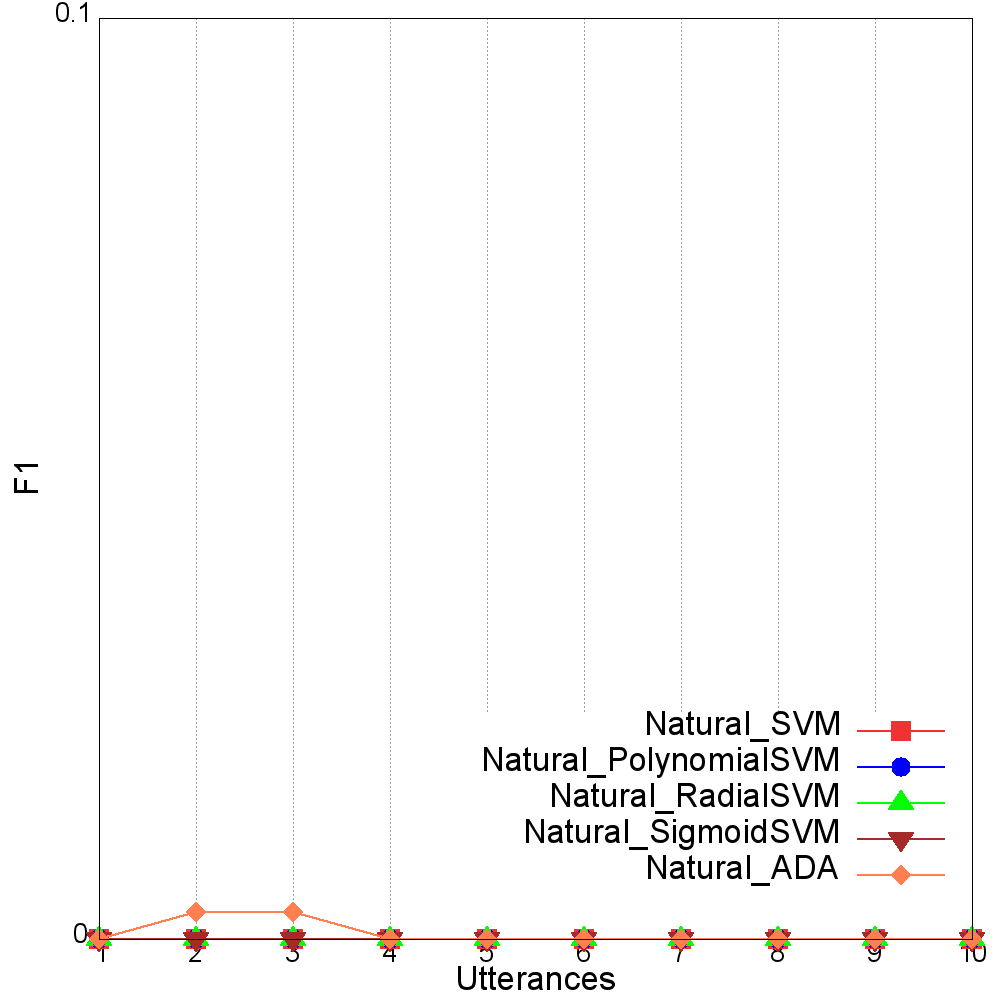 0.1
F1
Natural_SVM
Natural_PolynomialSVM
Natural_RadialSVM
Natural_SigmoidSVM
Natural_ADA
0
1 2 3 4 5 6 7 8 9 10
Utterances